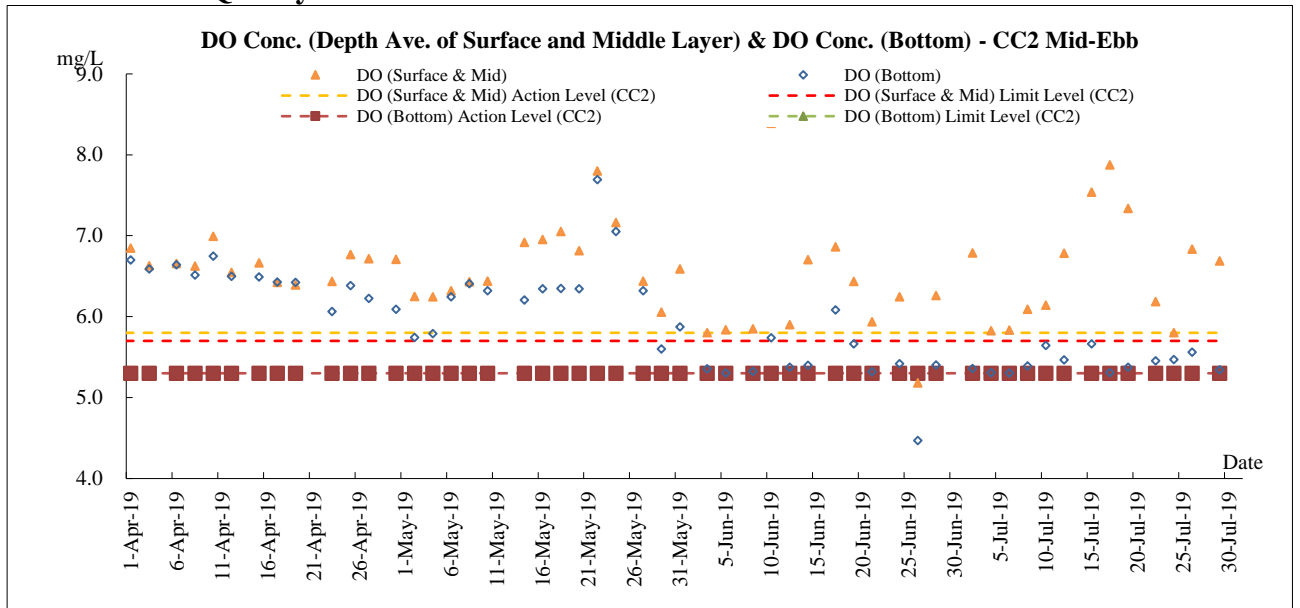 DO Conc. (Depth Ave. of Surface and Middle Layer) & DO Conc. (Bottom) - CC2 Mid-Ebb
mg/L
DO (Surface & Mid)
DO (Bottom)
DO (Surface & Mid) Action Level (CC2)
DO (Surface & Mid) Limit Level (CC2)
DO (Bottom) Action Level (CC2)
DO (Bottom) Limit Level (CC2)
9.0
8.0
7.0
6.0
5.0
4.0
Date
1-Apr-19
6-Apr-19
11-Apr-19
16-Apr-19
21-Apr-19
26-Apr-19
1-May-19
6-May-19
11-May-19
16-May-19
21-May-19
26-May-19
31-May-19
5-Jun-19
10-Jun-19
15-Jun-19
20-Jun-19
25-Jun-19
30-Jun-19
5-Jul-19
10-Jul-19
15-Jul-19
20-Jul-19
25-Jul-19
30-Jul-19